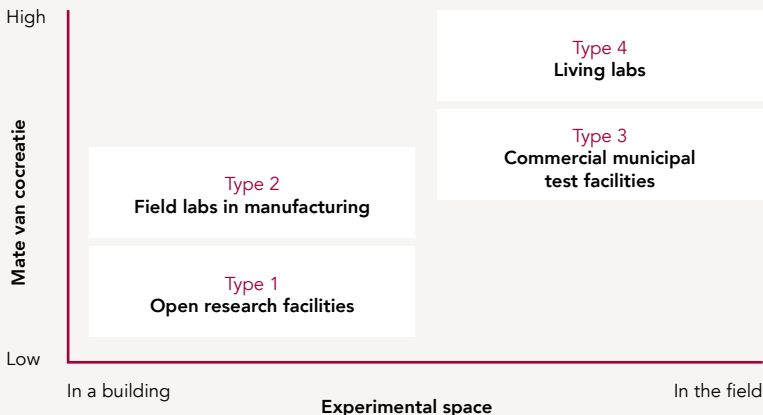 High
Mate van cocreatie
Type 4
Living labs
Type 3
Commercial municipal
test facilities
Type 2
Field labs in manufacturing
Type 1
Open research facilities
Low
In a building
Experimental space
In the field